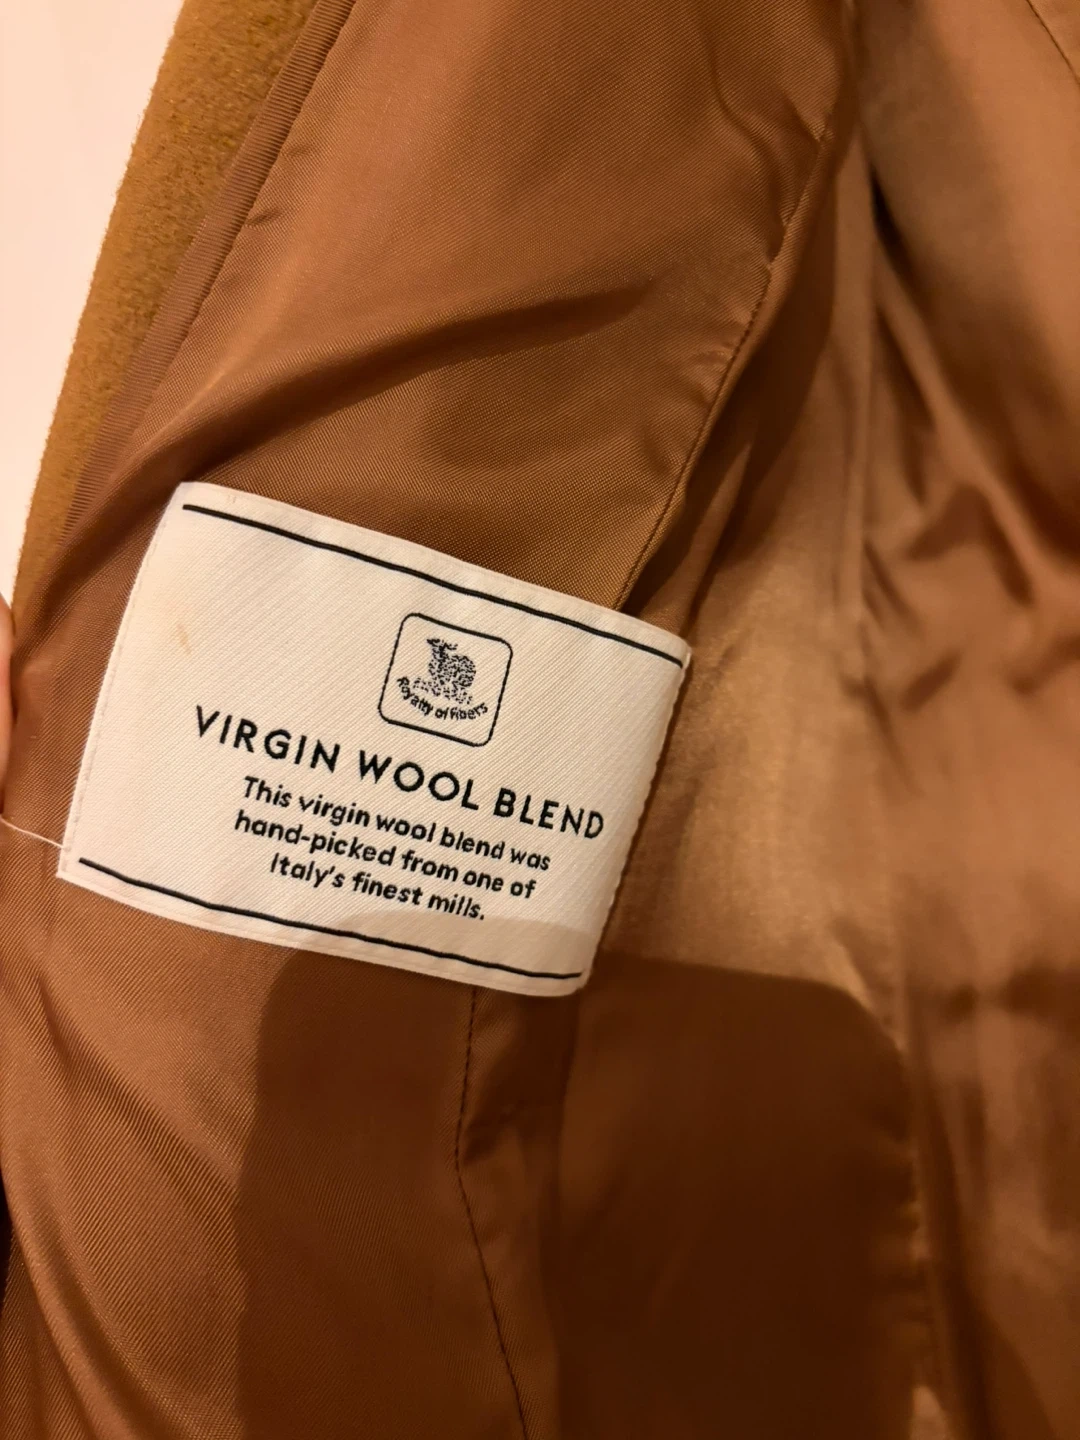 Royalty of Fibers
VIRGIN WOOL BLEND
This virgin wool blend was
hand-picked from one of
Italy's finest mills.